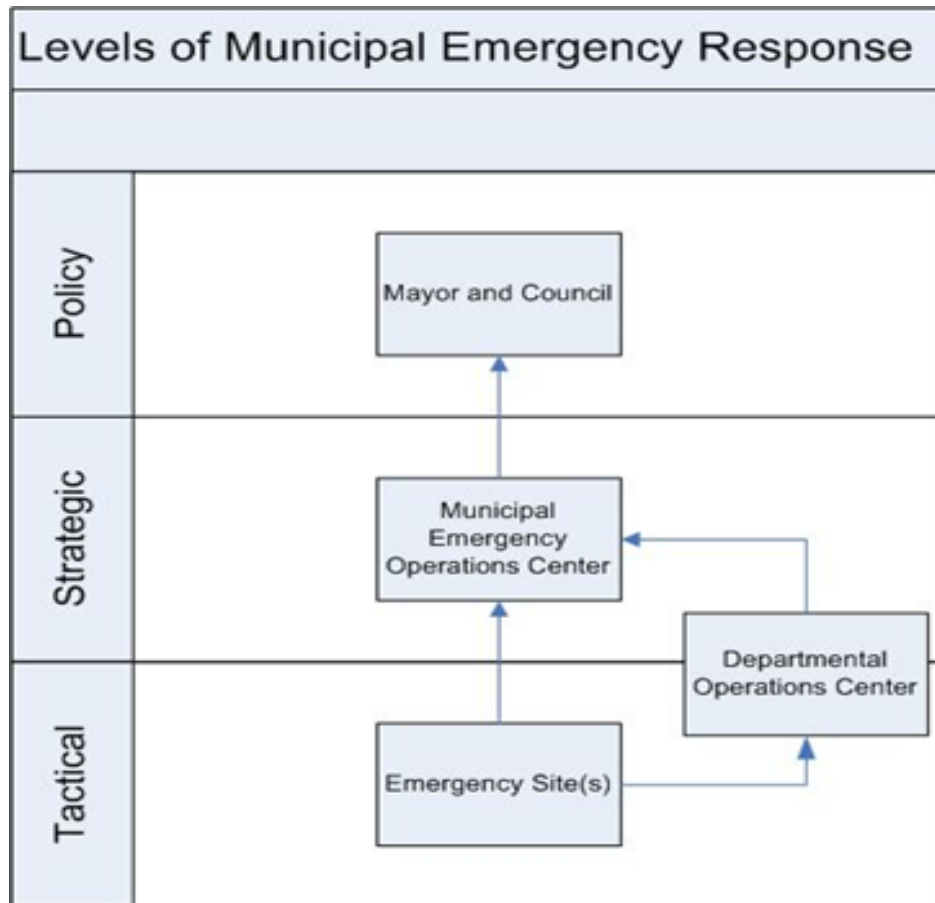 Levels of Municipal Emergency Response
Policy
Mayor and Council
Strategic
Municipal
Emergency
Operations Center
Departmental
Operations Center
Tactical
Emergency Site(s)